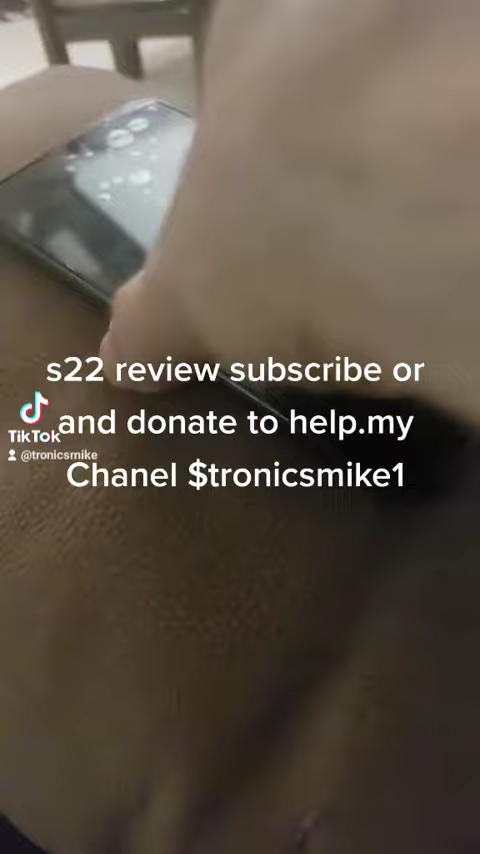 s22 review subscribe or
and donate to help.my
Chanel $tronicsmike1
TikTok
@tronicsmike